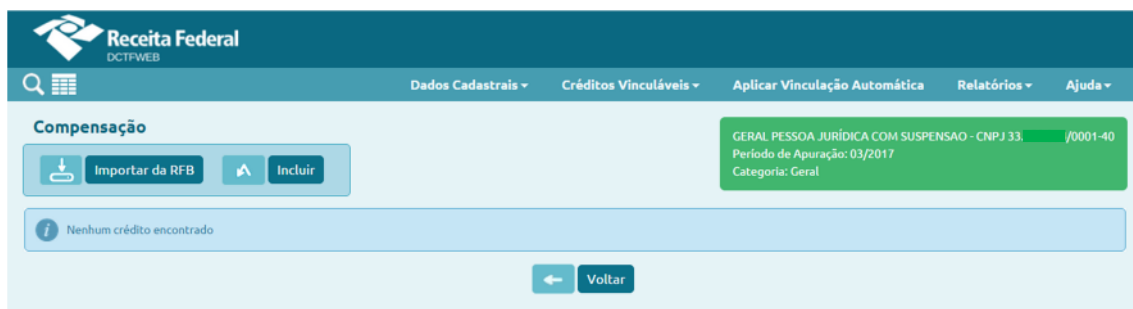 Receita Federal
DCTFWEB
Dados Cadastrais Créditos Vinculáveis Aplicar Vinculação Automática Relatórios Ajuda
Compensação
Importar da RFB Incluir
GERAL PESSOA JURÍDICA COM SUSPENSAO - CNPJ 33. /0001-40
Período de Apuração: 03/2017
Categoria: Geral
Nenhum crédito encontrado
Voltar